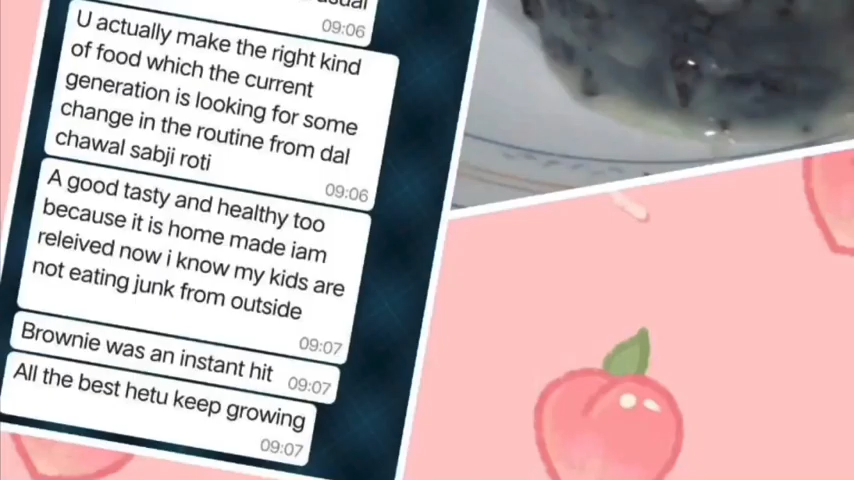 09:06
U actually make the right kind
of food which the current
generation is looking for some
change in the routine from dal
chawal sabji roti
09:06
A good tasty and healthy too
because it is home made iam
releived now i know my kids are
not eating junk from outside
09:07
Brownie was an instant hit 09:07
All the best hetu keep growing
09:07